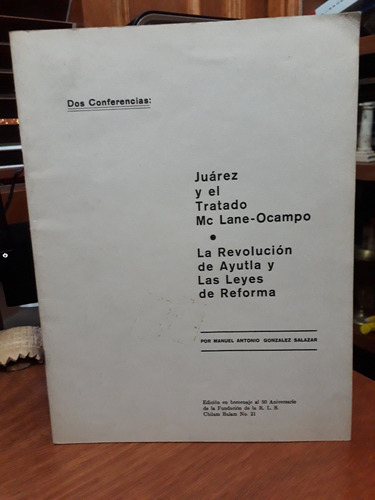 Dos Conferencias:
Juárez
y el
Tratado
Mc Lane-Ocampo
•
La Revolución
de Ayutla y
Las Leyes
de Reforma
POR MANUEL ANTONIO GONZALEZ SALAZAR
Edición en homenaje al 50 Aniversario
de la Fundación de la R. L. S.
Chilam Balam No. 21